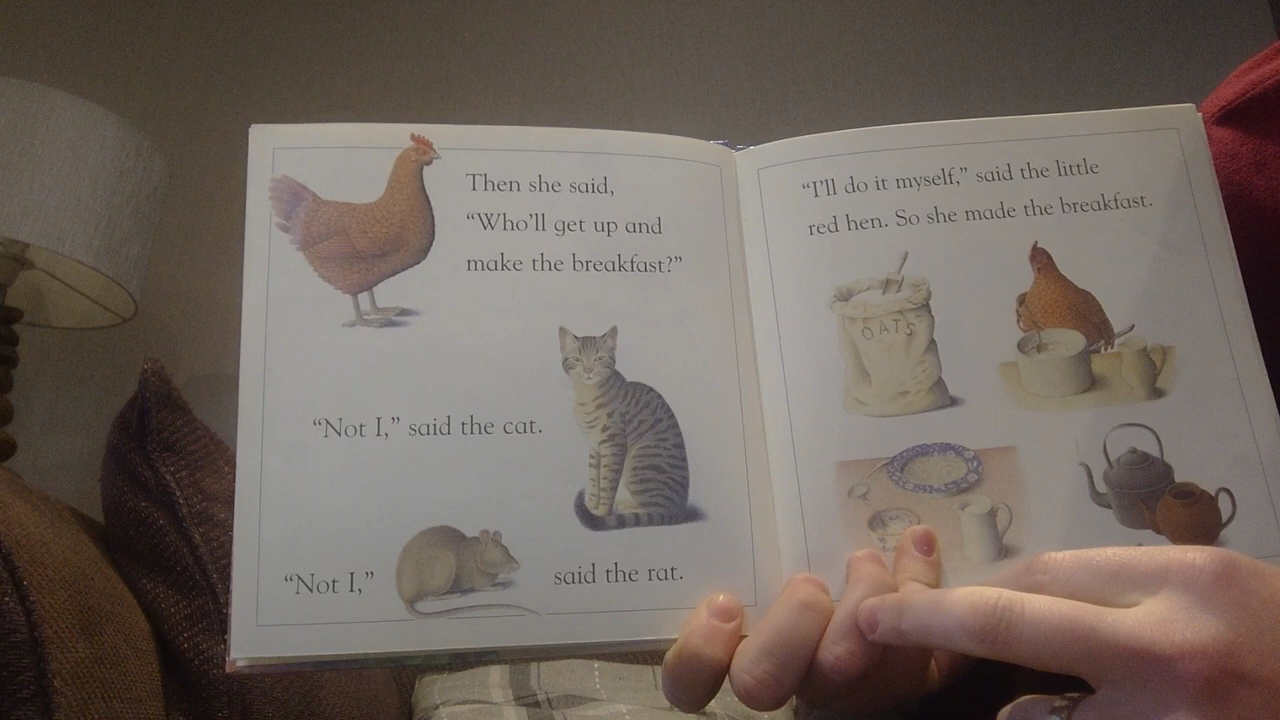 Then she said,
“Who’ll get up and
make the breakfast?”
“Not I,” said the cat.
“Not I,” said the rat.
“I’ll do it myself,” said the little
red hen. So she made the breakfast.
OATS